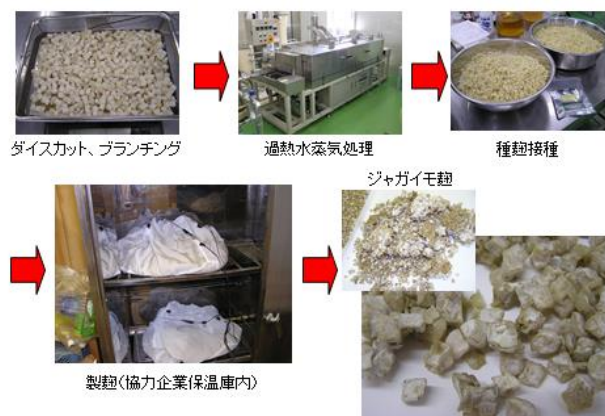 ダイスカット、ブランチング
過熱水蒸気処理
種麹接種
ジャガイモ麹
製麹(協力企業保温庫内)